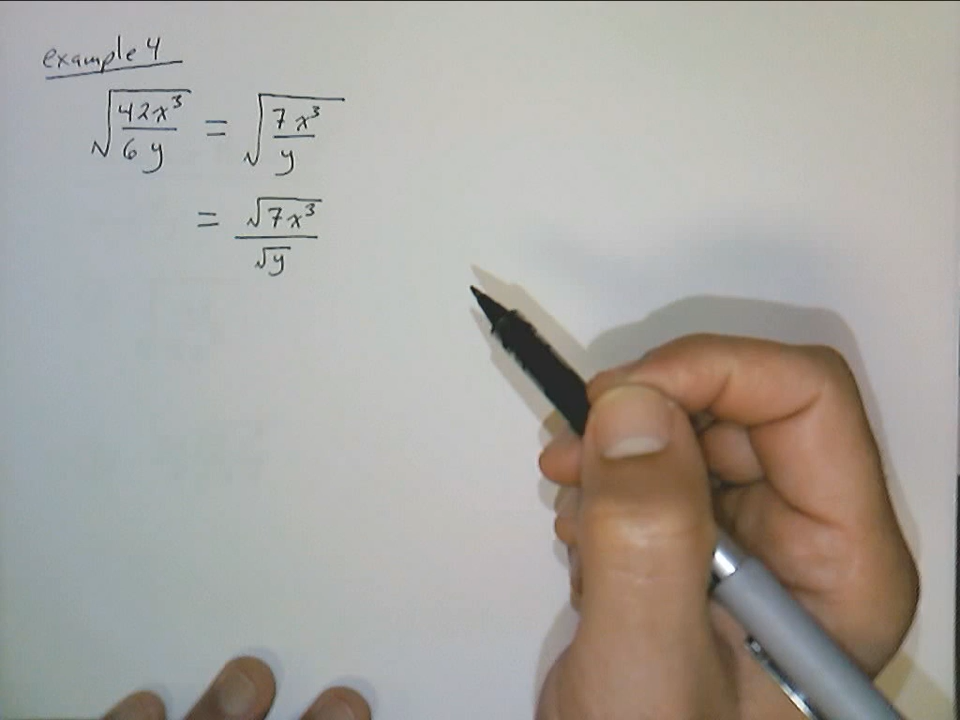 example 4
√(42x³/6y) = √(7x³/y)
= √7x³/√y